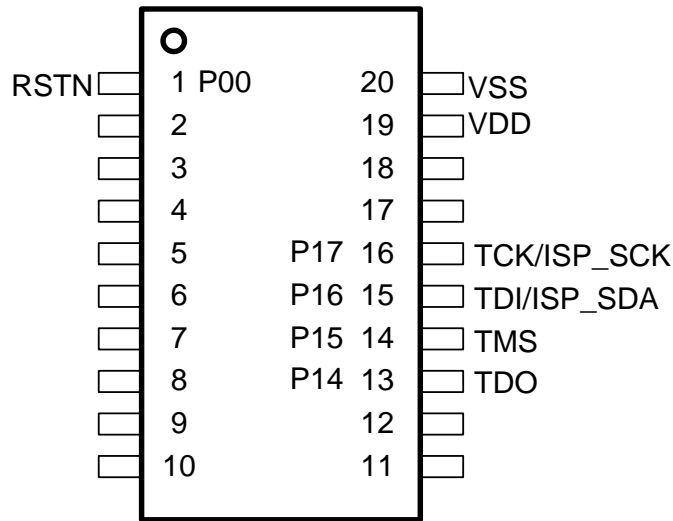 RSTN 1 P00 20 VSS
2 19 VDD
3 18
4 17
5 P17 16 TCK/ISP_SCK
6 P16 15 TDI/ISP_SDA
7 P15 14 TMS
8 P14 13 TDO
9 12
10 11